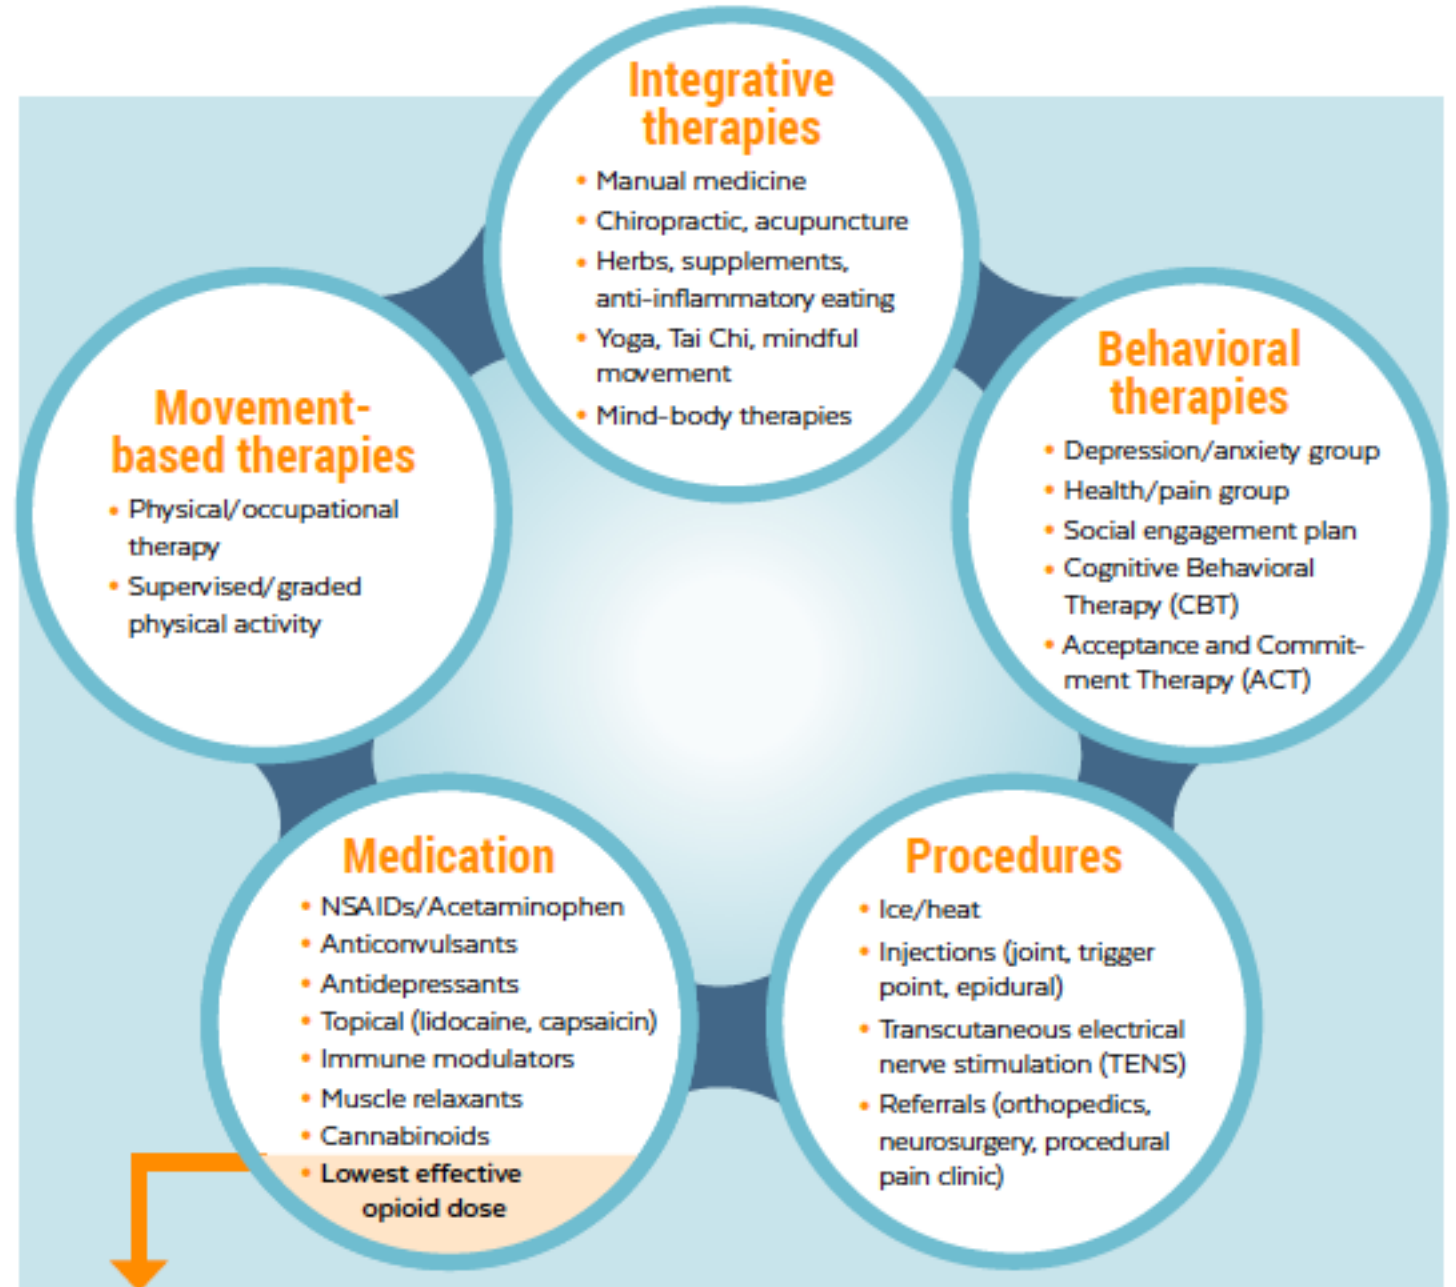 Integrative
therapies
• Manual medicine
• Chiropractic, acupuncture
• Herbs, supplements,
anti-inflammatory eating
• Yoga, Tai Chi, mindful
movement
• Mind-body therapies
Behavioral
therapies
• Depression/anxiety group
• Health/pain group
• Social engagement plan
• Cognitive Behavioral
Therapy (CBT)
• Acceptance and Commit-
ment Therapy (ACT)
Movement-
based therapies
• Physical/occupational
therapy
• Supervised/graded
physical activity
Medication
• NSAIDs/Acetaminophen
• Anticonvulsants
• Antidepressants
• Topical (lidocaine, capsaicin)
• Immune modulators
• Muscle relaxants
• Cannabinoids
• Lowest effective
opioid dose
Procedures
• Ice/heat
• Injections (joint, trigger
point, epidural)
• Transcutaneous electrical
nerve stimulation (TENS)
• Referrals (orthopedics,
neurosurgery, procedural
pain clinic)